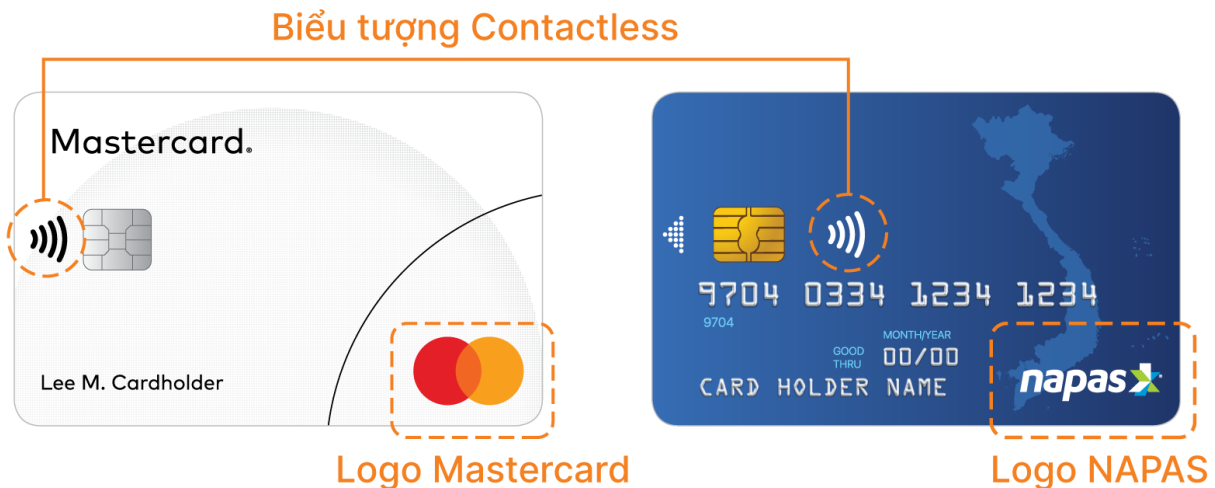 Biểu tượng Contactless
Mastercard.
Lee M. Cardholder
Logo Mastercard
9704 0334 1234 1234
9704
MONTH/YEAR
GOOD
THRU
00/00
CARD HOLDER NAME
napas
Logo NAPAS